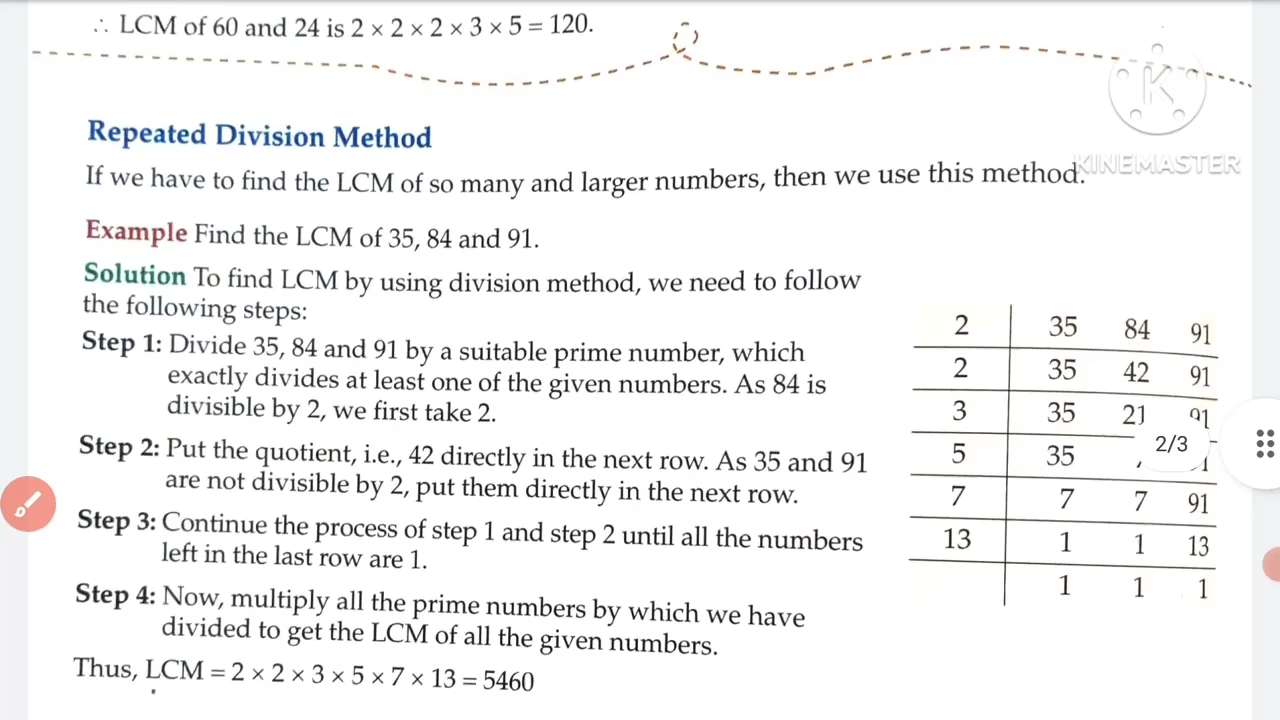 ∴ LCM of 60 and 24 is 2 × 2 × 2 × 3 × 5 = 120.
K
KINEMASTER
Repeated Division Method
If we have to find the LCM of so many and larger numbers, then we use this method.
Example Find the LCM of 35, 84 and 91.
Solution To find LCM by using division method, we need to follow
the following steps:
Step 1: Divide 35, 84 and 91 by a suitable prime number, which
exactly divides at least one of the given numbers. As 84 is
divisible by 2, we first take 2.
Step 2: Put the quotient, i.e., 42 directly in the next row. As 35 and 91
are not divisible by 2, put them directly in the next row.
Step 3: Continue the process of step 1 and step 2 until all the numbers
left in the last row are 1.
Step 4: Now, multiply all the prime numbers by which we have
divided to get the LCM of all the given numbers.
Thus, LCM = 2 × 2 × 3 × 5 × 7 × 13 = 5460
2 35 84 91
2 35 42 91
3 35 21 91
2/3
5 35
7 7 7 91
13 1 1 13
1 1 1